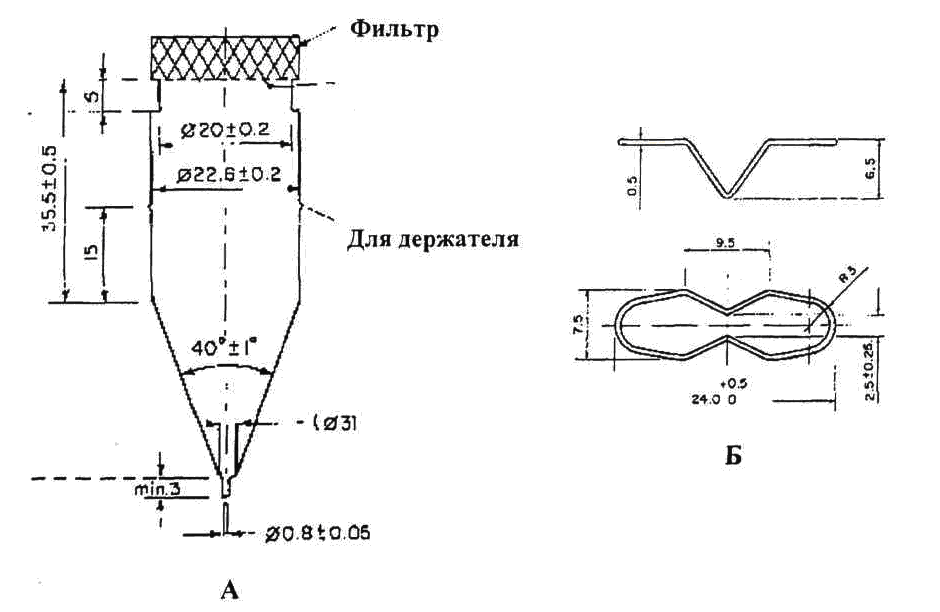 Фильтр
5
Ø20±0.2
Ø22.6±0.2
35.5±0.5
Для держателя
15
40°±1°
- (Ø3)
min.3
Ø0.8±0.05
А
0.5
6.5
9.5
R3
7.5
2.5±0.25
+0.5
24.0 0
Б